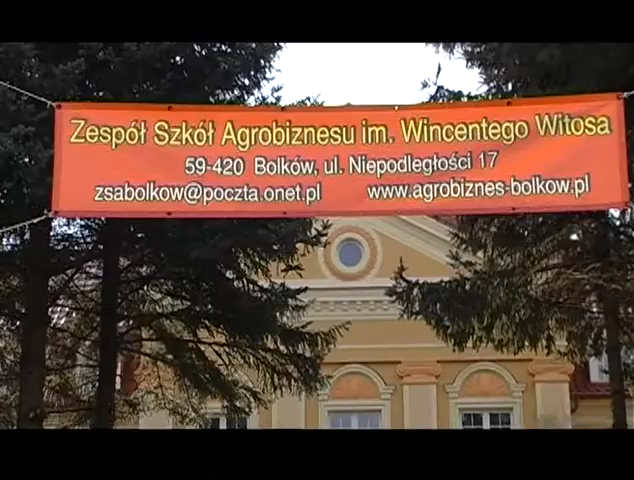 Zespół Szkół Agrobiznesu im. Wincentego Witosa
59-420 Bolków, ul. Niepodległości 17
zsabolkow@poczta.onet.pl www.agrobiznes-bolkow.pl